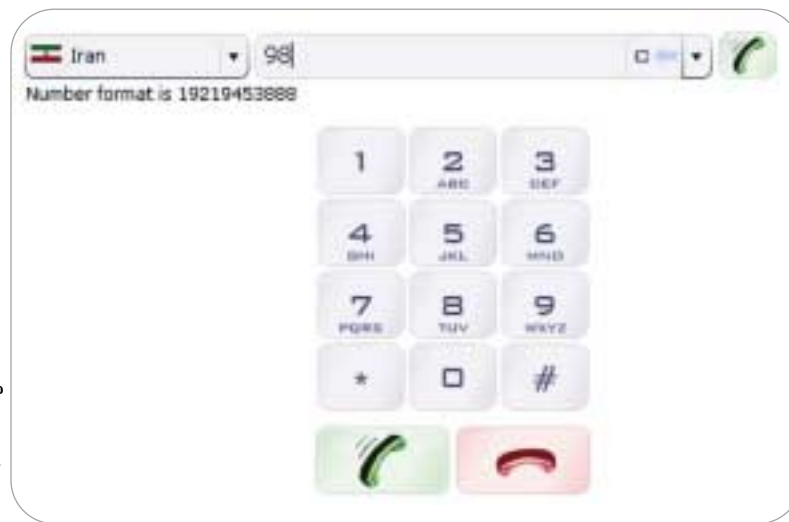 Iran 98
Number format is 19219453888
1 2 3
ABC DEF
4 5 6
GHI JKL MNO
7 8 9
PQRS TUV WXYZ
* 0 #